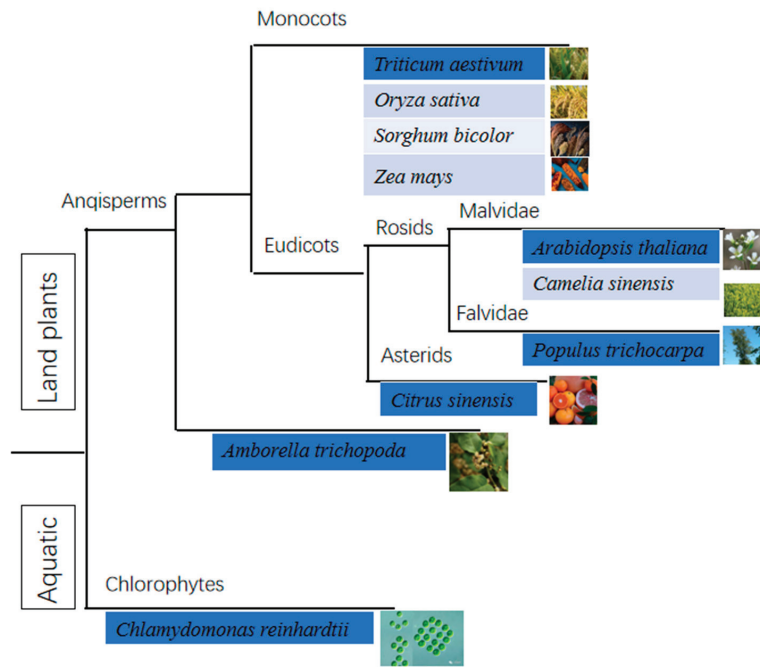 Monocots
Triticum aestivum
Oryza sativa
Sorghum bicolor
Zea mays
Anqisperms
Eudicots
Rosids
Malvidae
Arabidopsis thaliana
Camelia sinensis
Falvidae
Populus trichocarpa
Asterids
Citrus sinensis
Land plants
Amborella trichopoda
Aquatic
Chlorophytes
Chlamydomonas reinhardtii